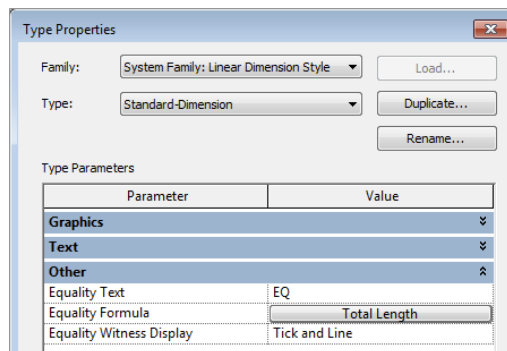 Type Properties
Family: System Family: Linear Dimension Style Load...
Type: Standard-Dimension Duplicate...
Rename...
Type Parameters
Parameter Value
Graphics
Text
Other
Equality Text EQ
Equality Formula Total Length
Equality Witness Display Tick and Line